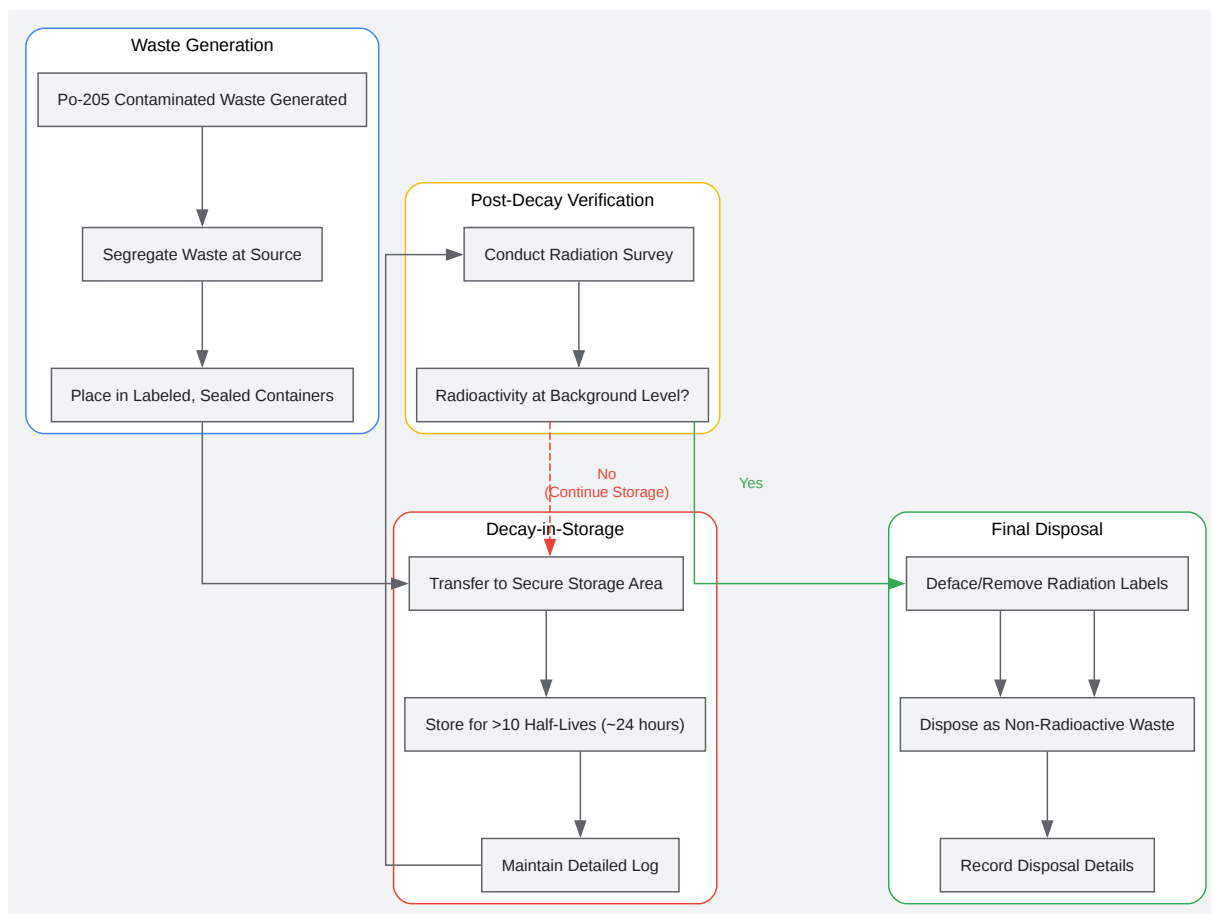 Waste Generation
Po-205 Contaminated Waste Generated
Segregate Waste at Source
Place in Labeled, Sealed Containers
Post-Decay Verification
Conduct Radiation Survey
Radioactivity at Background Level?
No
(Continue Storage)
Yes
Decay-in-Storage
Transfer to Secure Storage Area
Store for >10 Half-Lives (~24 hours)
Maintain Detailed Log
Final Disposal
Deface/Remove Radiation Labels
Dispose as Non-Radioactive Waste
Record Disposal Details